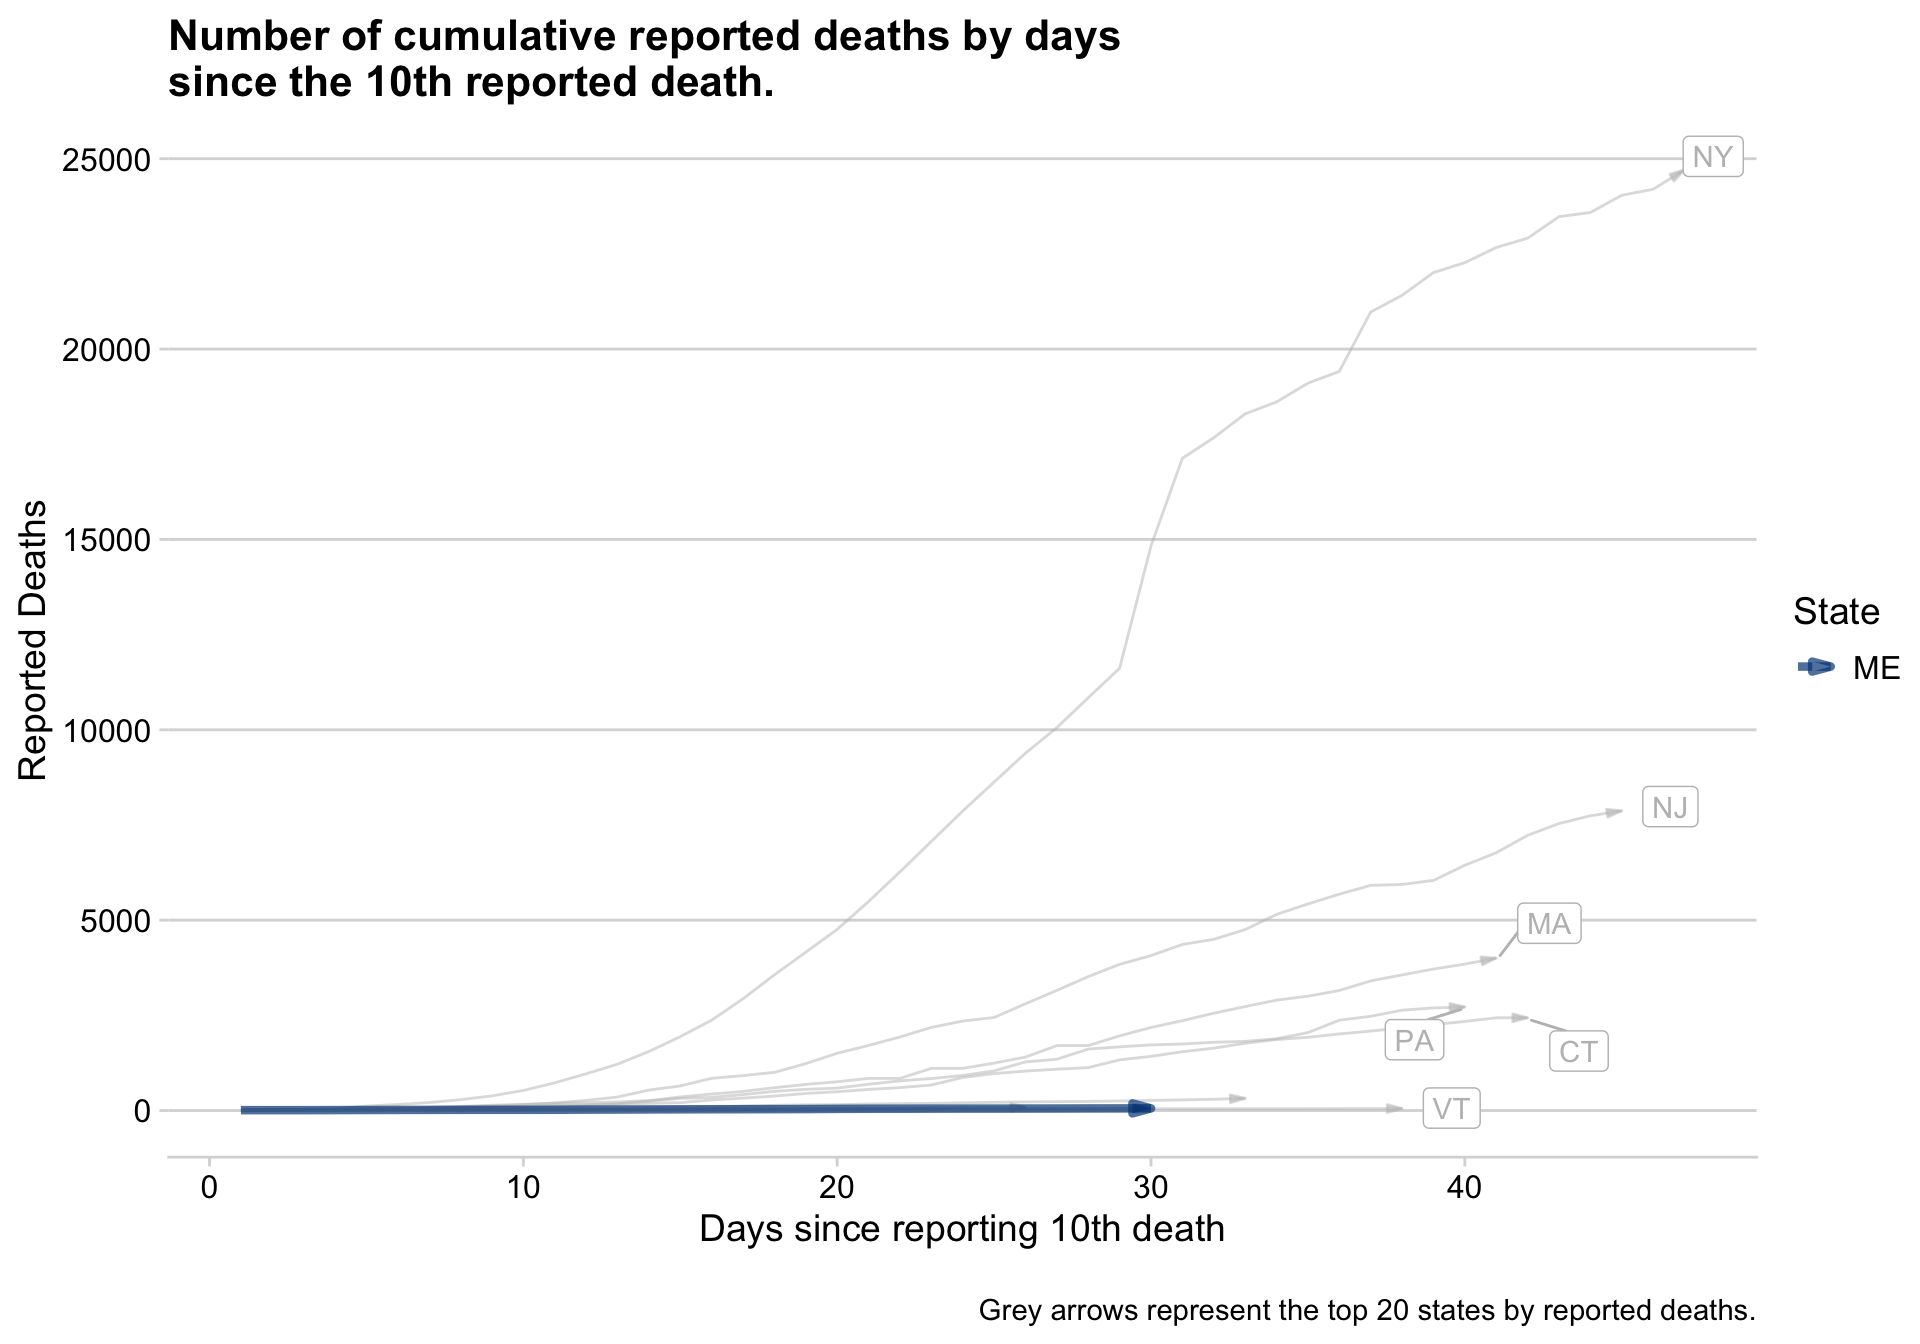 Number of cumulative reported deaths by days
since the 10th reported death.
25000
20000
15000
10000
5000
0
Reported Deaths
NY
NJ
MA
PA
CT
VT
State
ME
0 10 20 30 40
Days since reporting 10th death
Grey arrows represent the top 20 states by reported deaths.